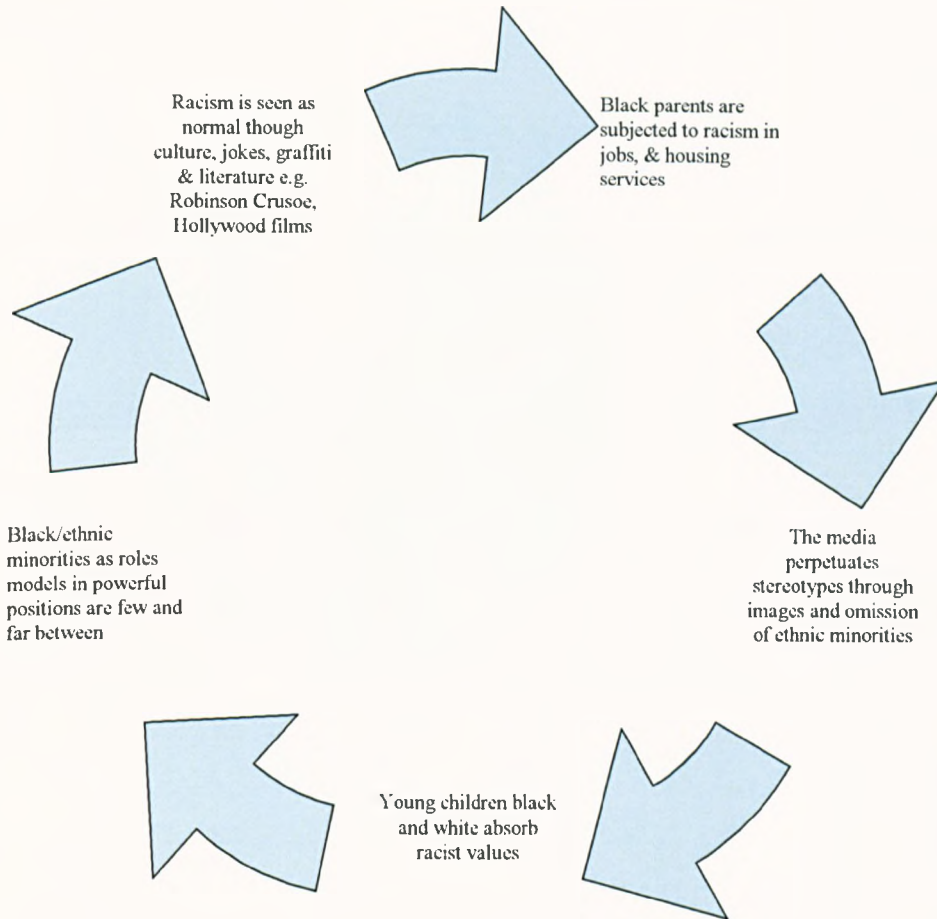 Racism is seen as
normal though
culture, jokes, graffiti
& literature e.g.
Robinson Crusoe,
Hollywood films
Black parents are
subjected to racism in
jobs, & housing
services
The media
perpetuates
stereotypes through
images and omission
of ethnic minorities
Young children black
and white absorb
racist values
Black/ethnic
minorities as roles
models in powerful
positions are few and
far between